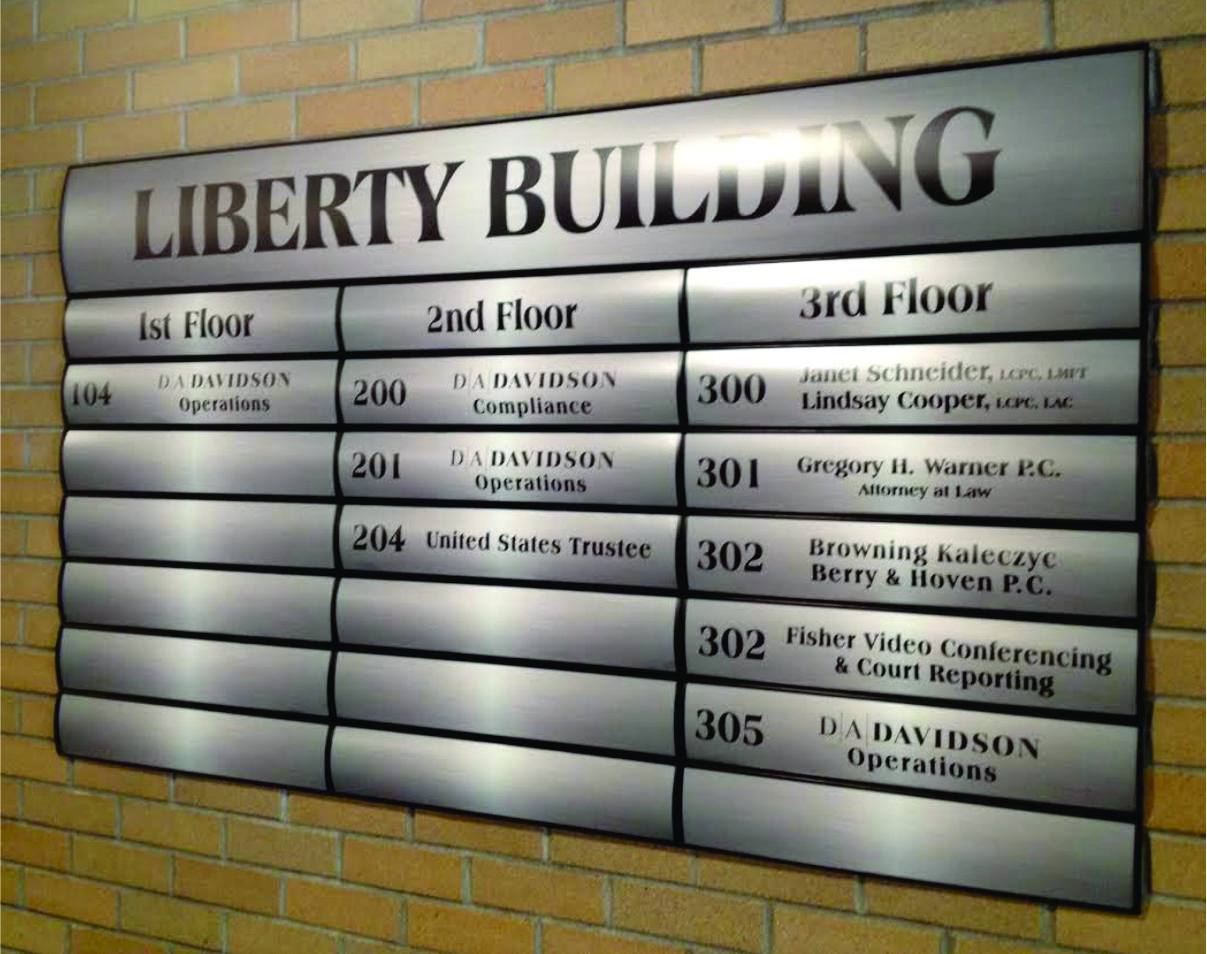 LIBERTY BUILDING
1st Floor
104 D|A|DAVIDSON
Operations
2nd Floor
200 D|A|DAVIDSON
Compliance
201 D|A|DAVIDSON
Operations
204 United States Trustee
3rd Floor
300 Janet Schneider, LCPC, LMFT
Lindsay Cooper, LCPC, LAC
301 Gregory H. Warner P.C.
Attorney at Law
302 Browning Kaleczyc
Berry & Hoven P.C.
302 Fisher Video Conferencing
& Court Reporting
305 D|A|DAVIDSON
Operations